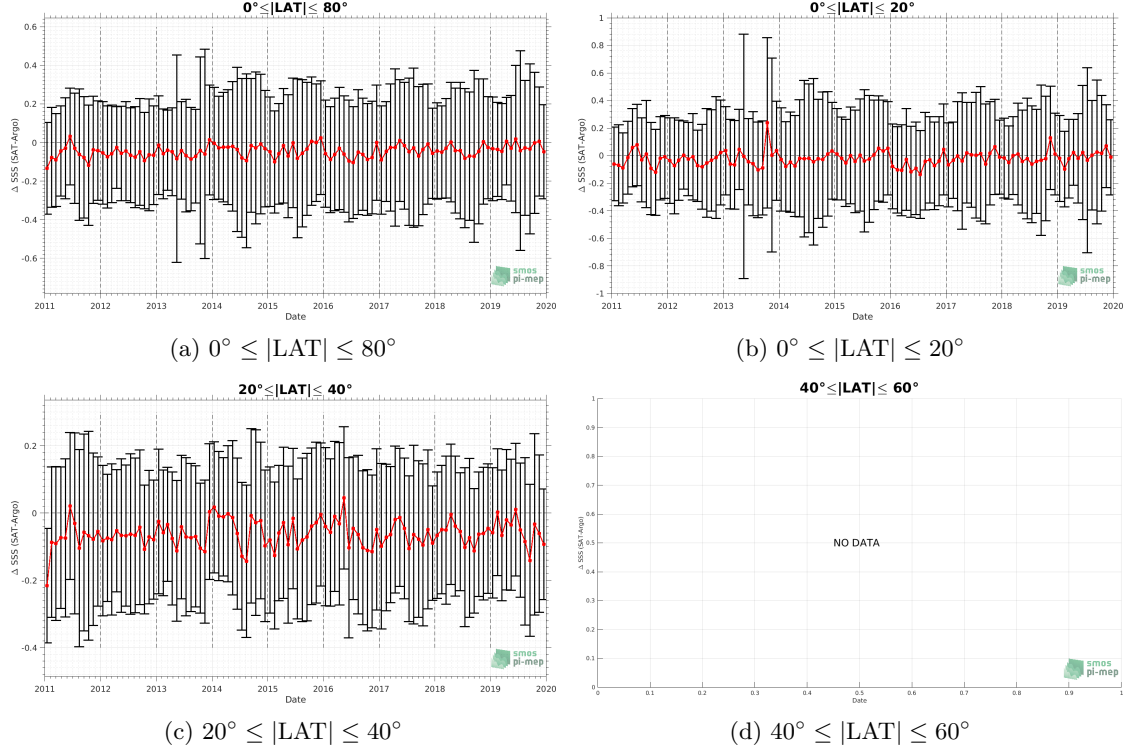 0°≤|LAT|≤ 80°
Δ SSS (SAT-Argo)
0.6
0.4
0.2
0
-0.2
-0.4
-0.6
2011 2012 2013 2014 2015 2016 2017 2018 2019 2020
Date
smos
pi-mep
(a) 0° ≤ |LAT| ≤ 80°
0°≤|LAT|≤ 20°
Δ SSS (SAT-Argo)
1
0.8
0.6
0.4
0.2
0
-0.2
-0.4
-0.6
-0.8
-1
2011 2012 2013 2014 2015 2016 2017 2018 2019 2020
Date
smos
pi-mep
(b) 0° ≤ |LAT| ≤ 20°
20°≤|LAT|≤ 40°
Δ SSS (SAT-Argo)
0.2
0
-0.2
-0.4
2011 2012 2013 2014 2015 2016 2017 2018 2019 2020
Date
smos
pi-mep
(c) 20° ≤ |LAT| ≤ 40°
40°≤|LAT|≤ 60°
Δ SSS (SAT-Argo)
1
0.9
0.8
0.7
0.6
0.5
0.4
0.3
0.2
0.1
0
NO DATA
0 0.1 0.2 0.3 0.4 0.5 0.6 0.7 0.8 0.9 1
Date
smos
pi-mep
(d) 40° ≤ |LAT| ≤ 60°